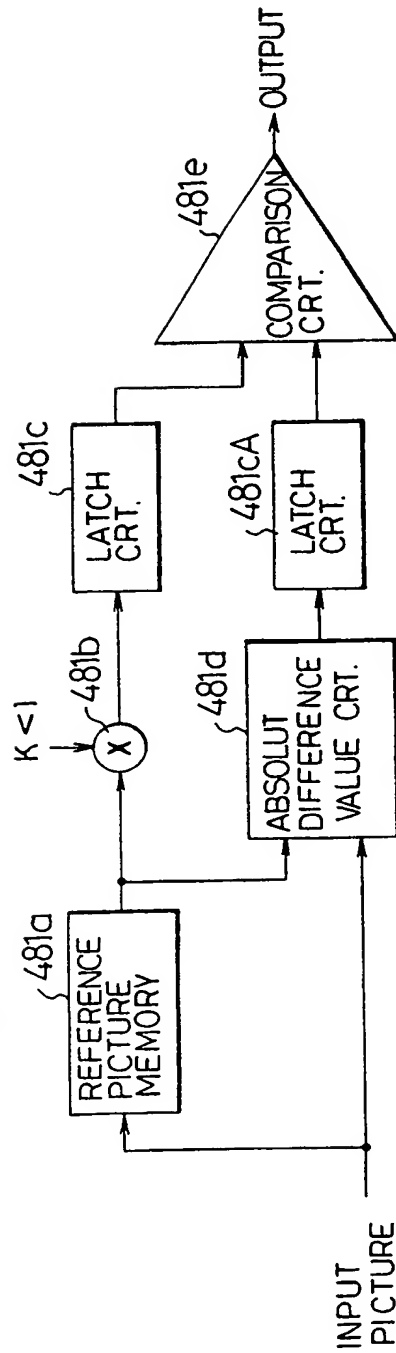 INPUT
PICTURE
481a
REFERENCE
PICTURE
MEMORY
K<1
481b
X
481c
LATCH
CRT.
481d
ABSOLUT
DIFFERENCE
VALUE CRT.
481cA
LATCH
CRT.
481e
COMPARISON
CRT.
OUTPUT